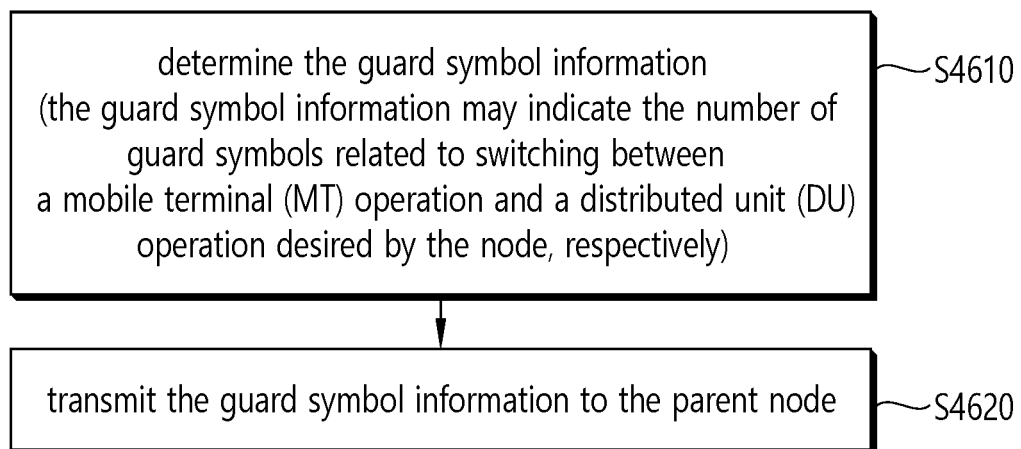 determine the guard symbol information
(the guard symbol information may indicate the number of
guard symbols related to switching between
a mobile terminal (MT) operation and a distributed unit (DU)
operation desired by the node, respectively)
S4610
transmit the guard symbol information to the parent node
S4620